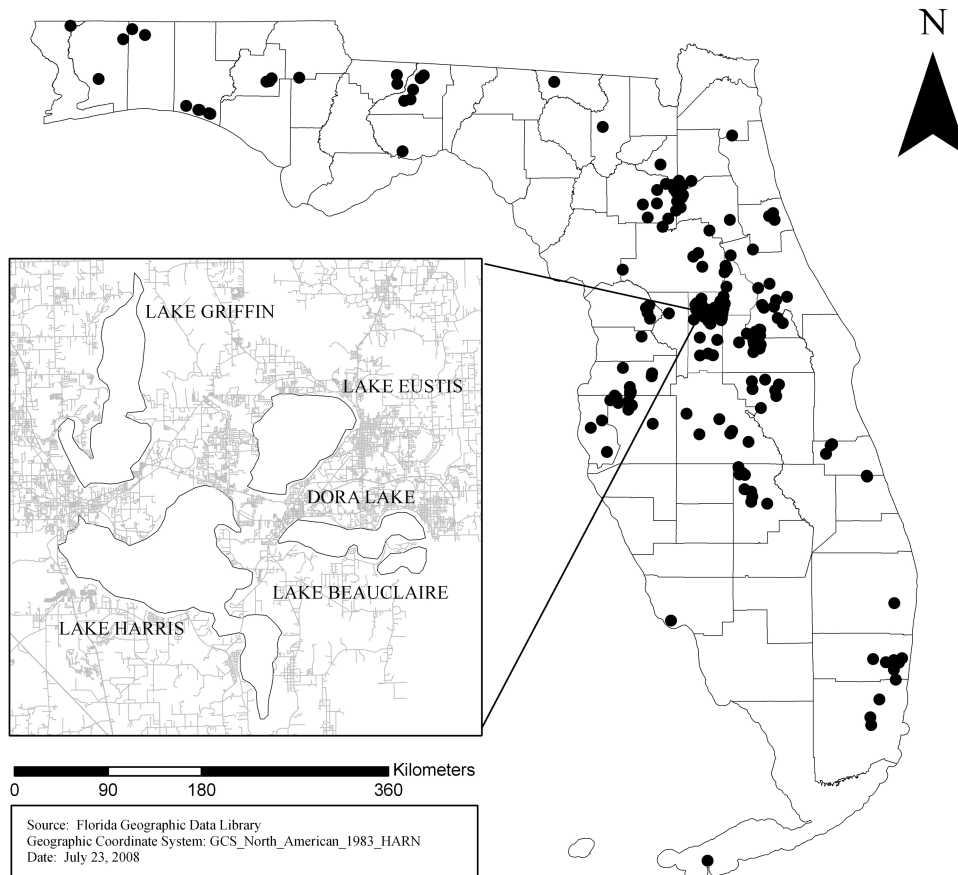 N
LAKE GRIFFIN
LAKE EUSTIS
DORA LAKE
LAKE BEAUCLAIRE
LAKE HARRIS
Kilometers
0 90 180 360
Source: Florida Geographic Data Library
Geographic Coordinate System: GCS_North_American_1983_HARN
Date: July 23, 2008